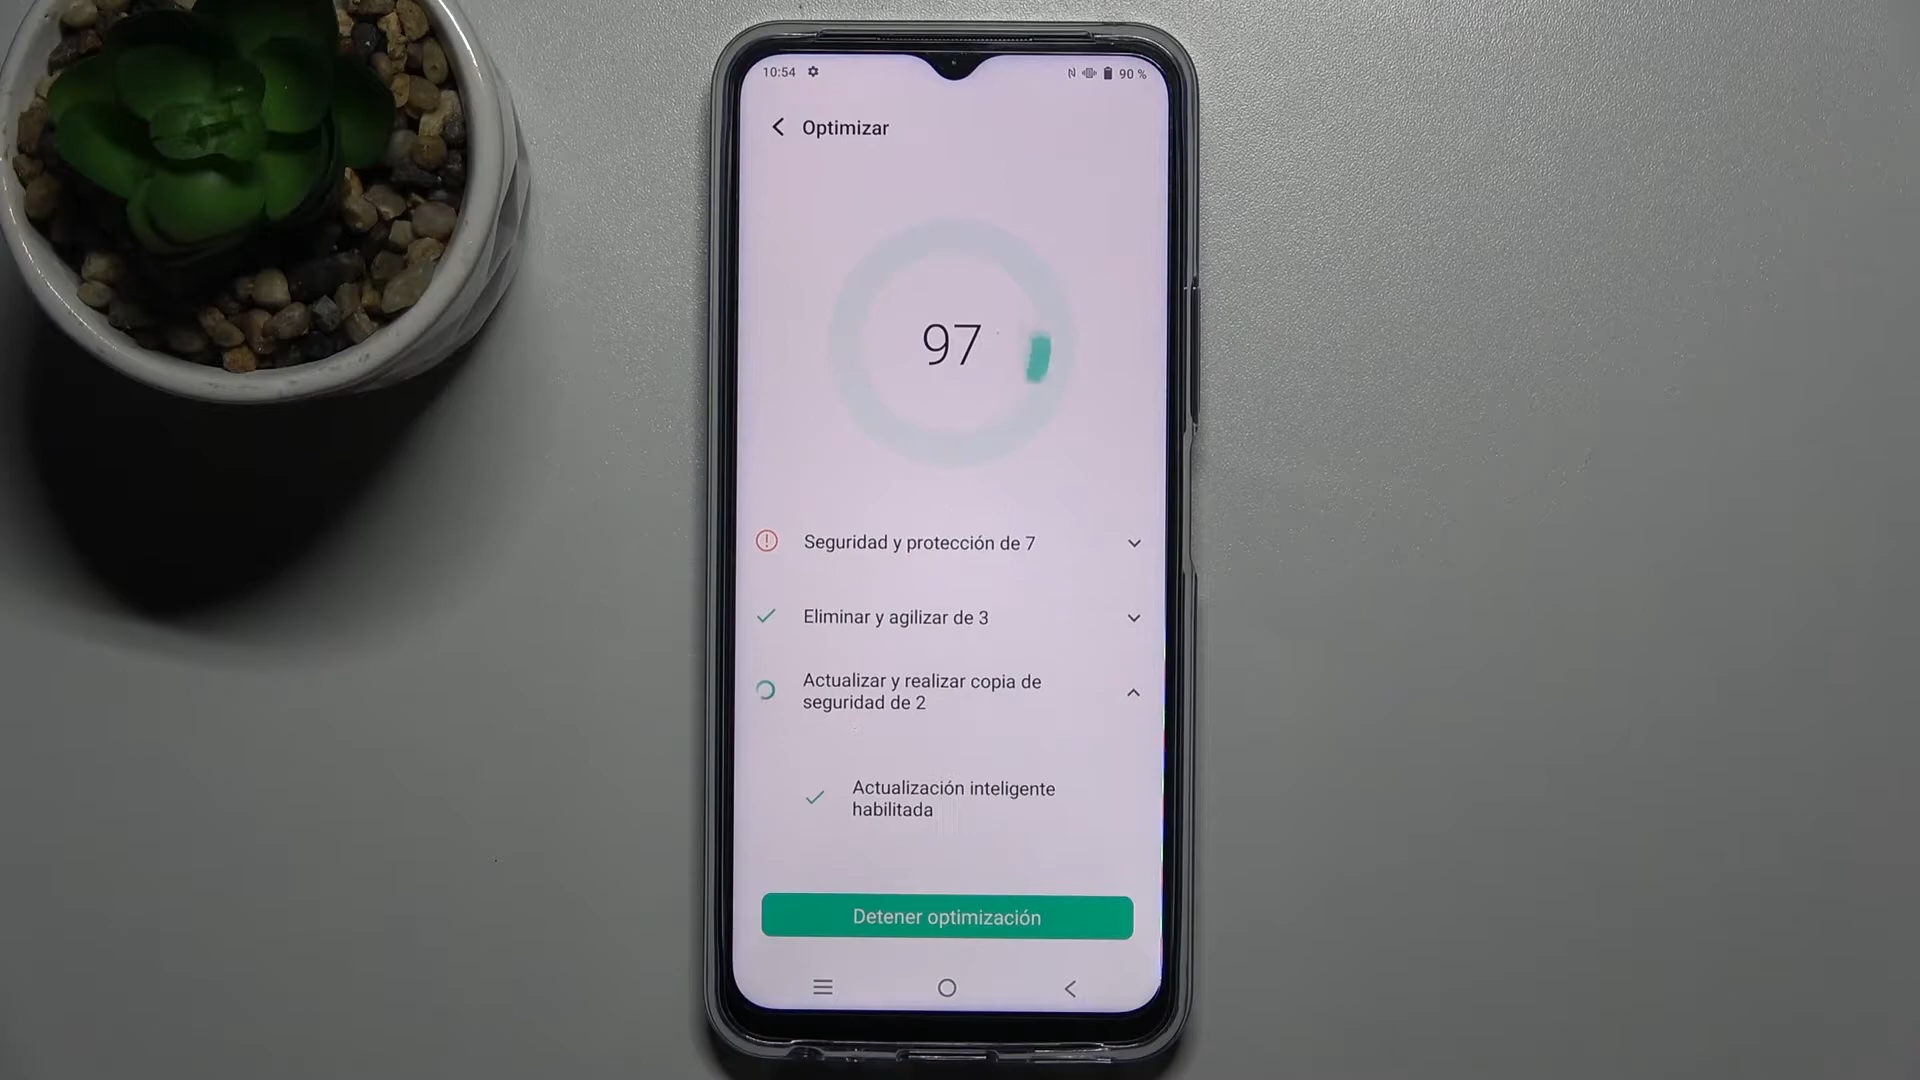 10:54 90 %
Optimizar
97
Seguridad y protección de 7
Eliminar y agilizar de 3
Actualizar y realizar copia de
seguridad de 2
Actualización inteligente
habilitada
Detener optimización